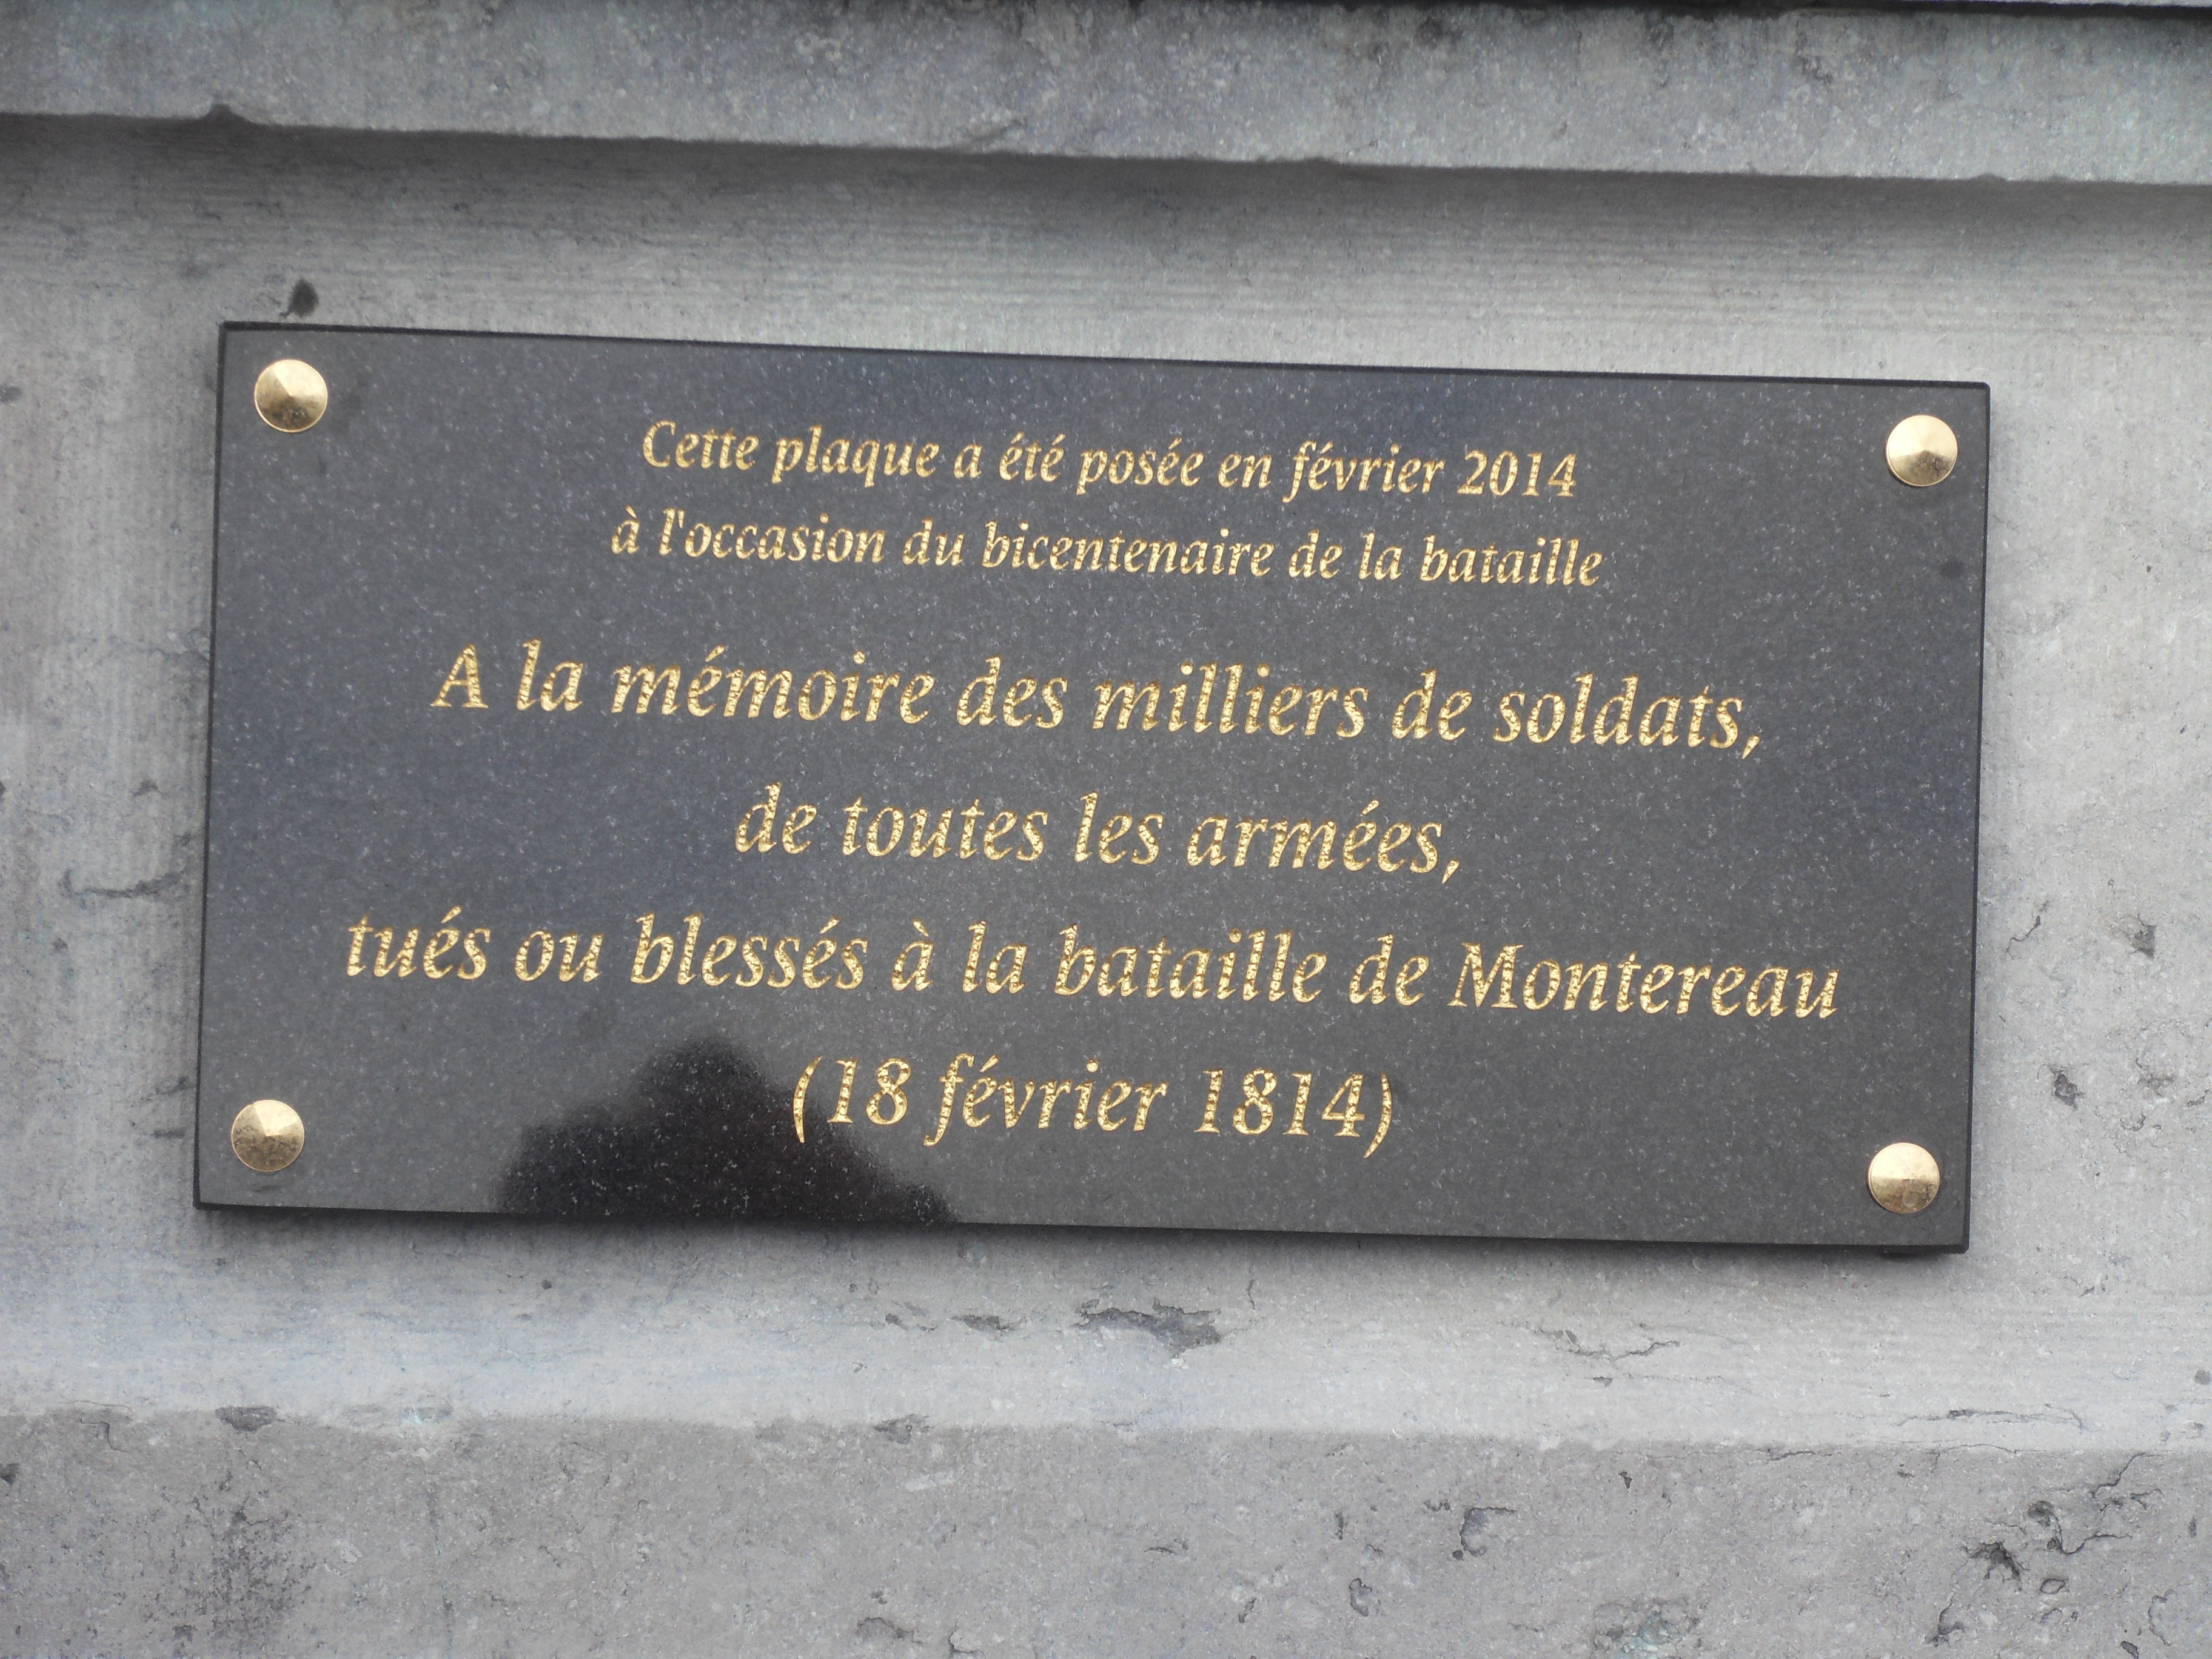 Cette plaque a été posée en février 2014
à l'occasion du bicentenaire de la bataille
A la mémoire des milliers de soldats,
de toutes les armées,
tués ou blessés à la bataille de Montereau
(18 février 1814)